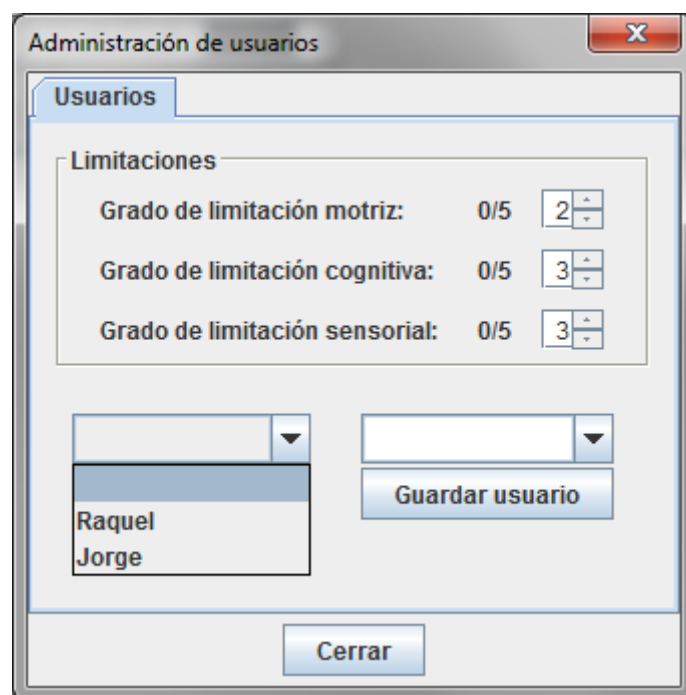 Administración de usuarios
Usuarios
Limitaciones
Grado de limitación motriz: 0/5 2
Grado de limitación cognitiva: 0/5 3
Grado de limitación sensorial: 0/5 3
Raquel
Jorge
Guardar usuario
Cerrar